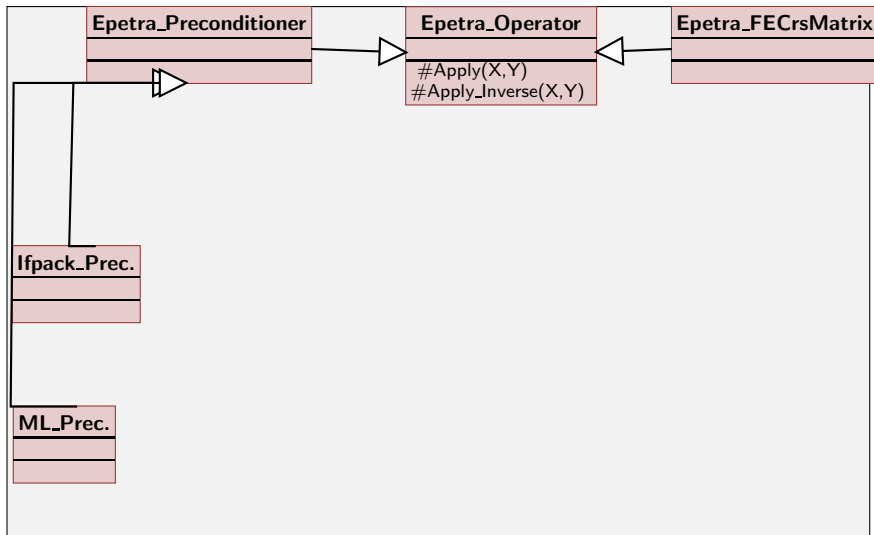 Epetra_Preconditioner
Epetra_Operator
#Apply(X,Y)
#Apply_Inverse(X,Y)
Epetra_FECrsMatrix
Ifpack_Prec.
ML_Prec.